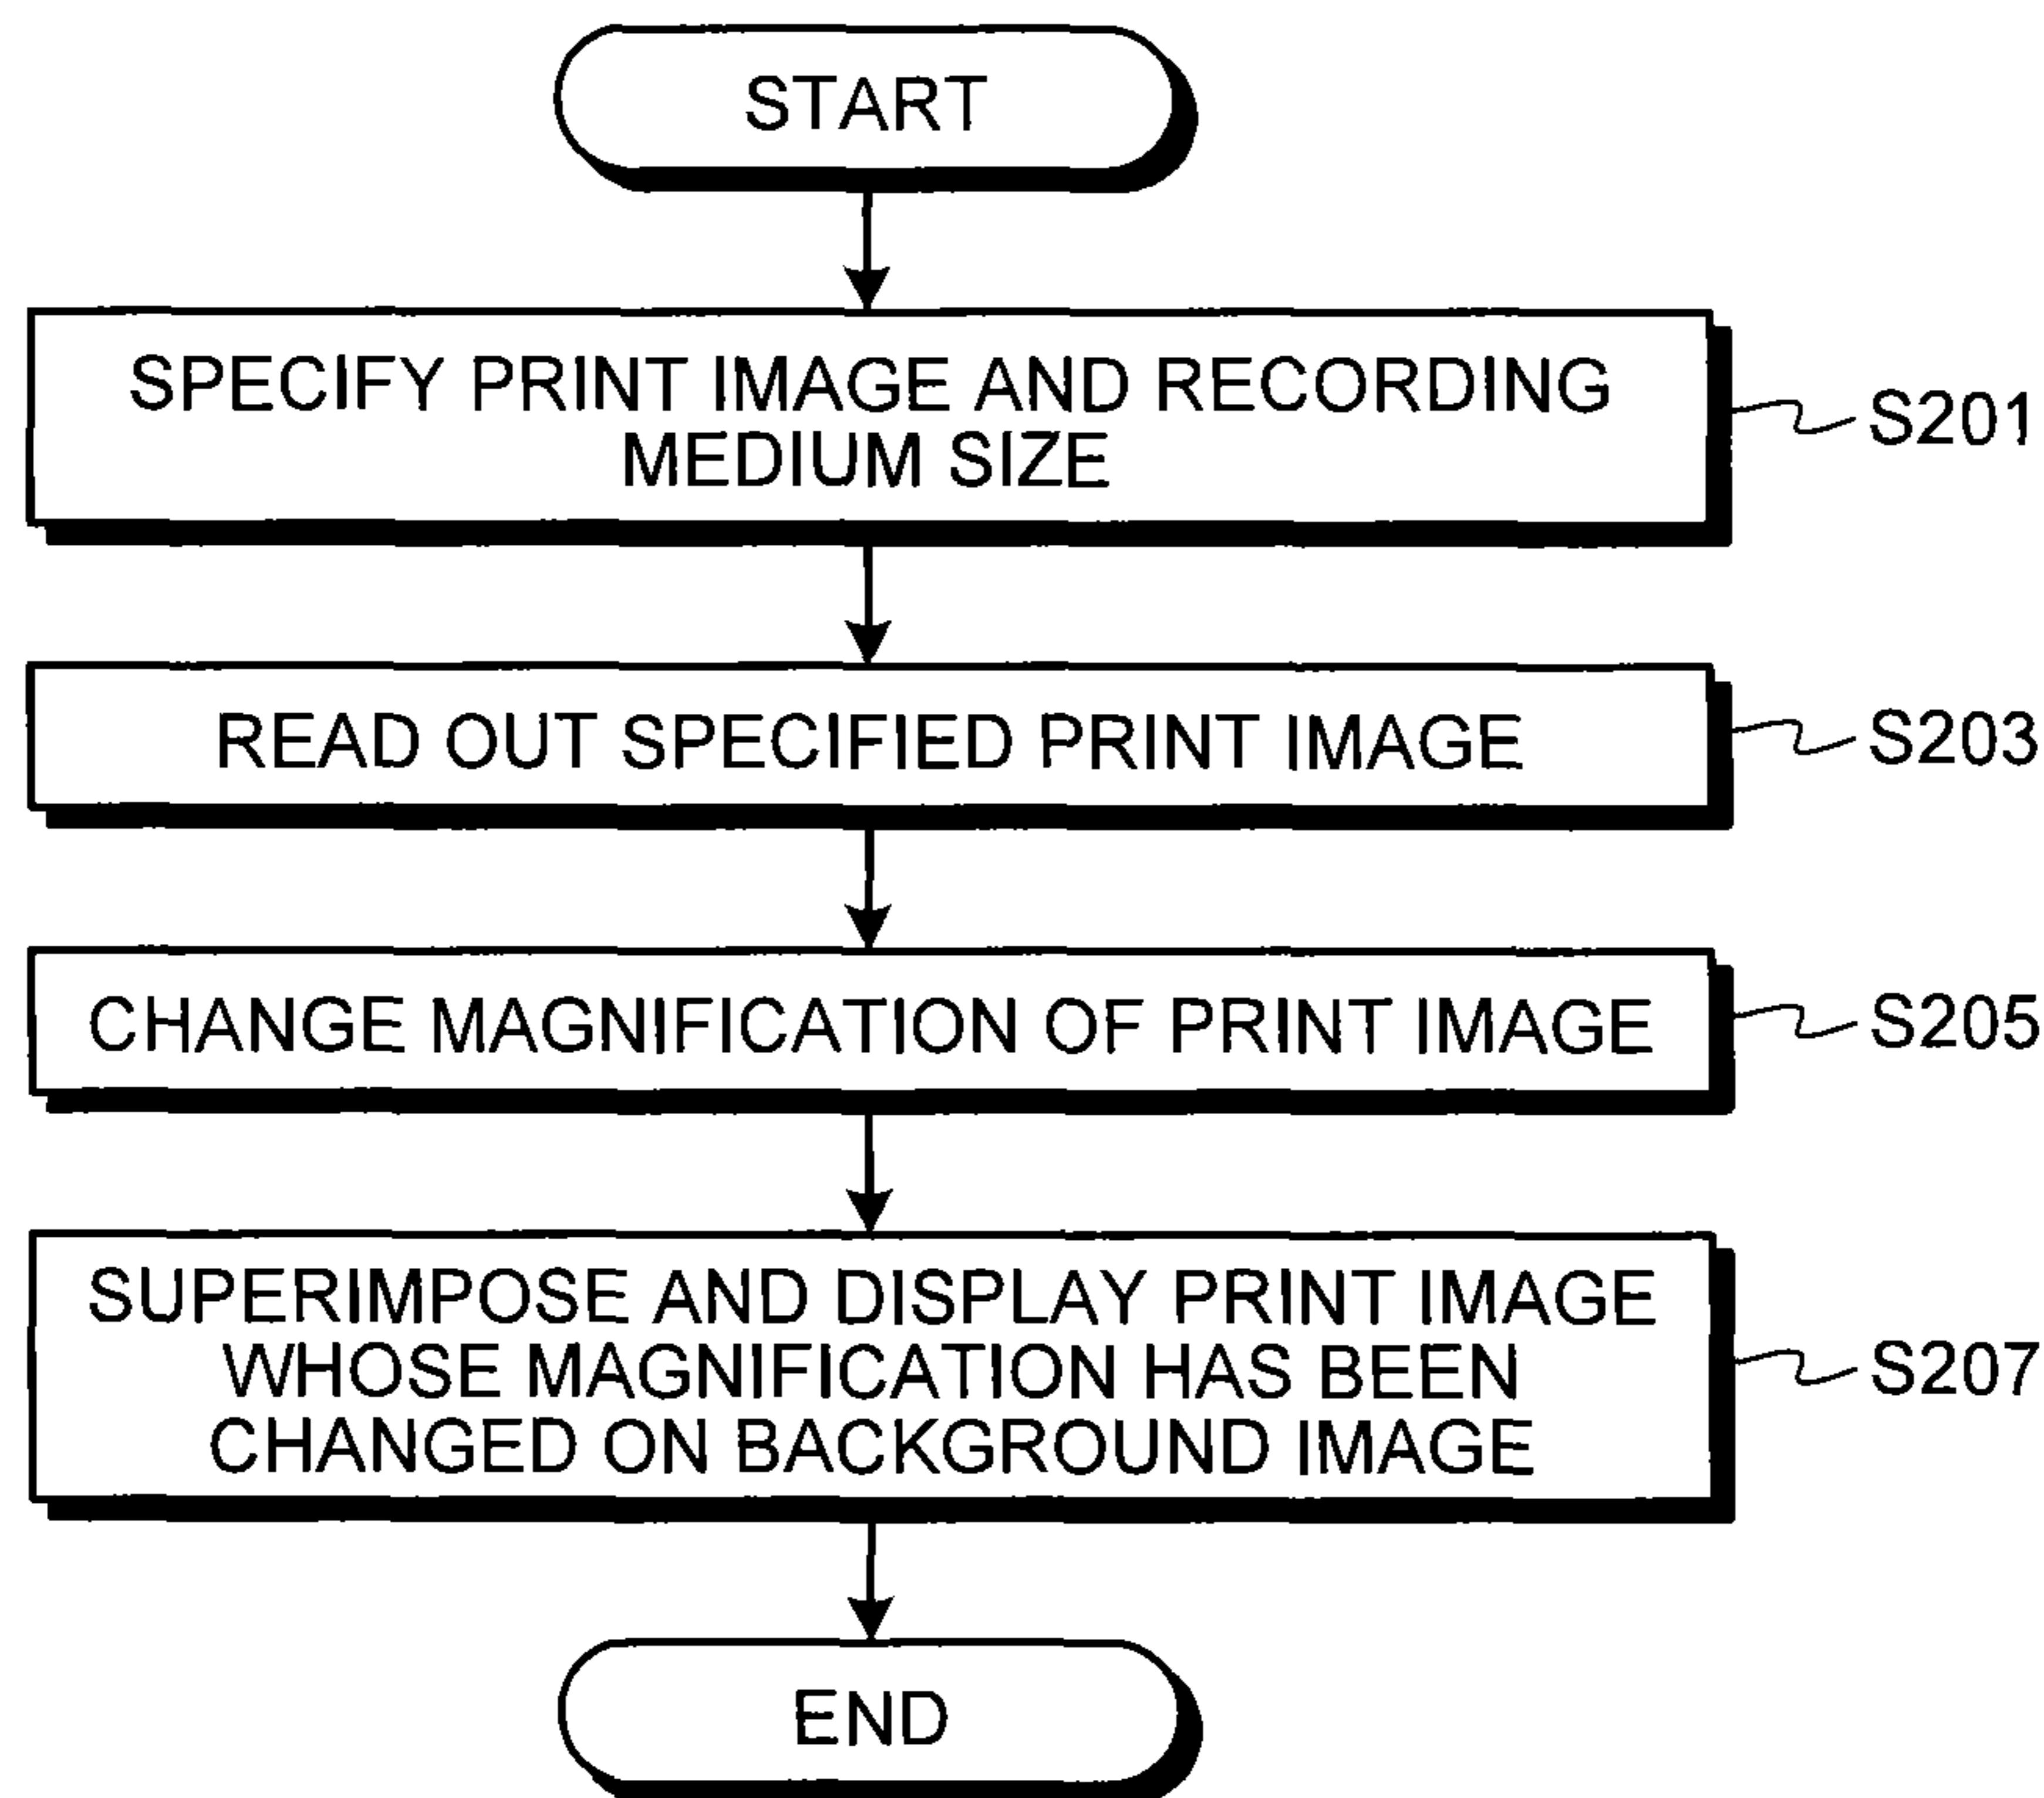 START
SPECIFY PRINT IMAGE AND RECORDING
MEDIUM SIZE
S201
READ OUT SPECIFIED PRINT IMAGE
S203
CHANGE MAGNIFICATION OF PRINT IMAGE
S205
SUPERIMPOSE AND DISPLAY PRINT IMAGE
WHOSE MAGNIFICATION HAS BEEN
CHANGED ON BACKGROUND IMAGE
S207
END